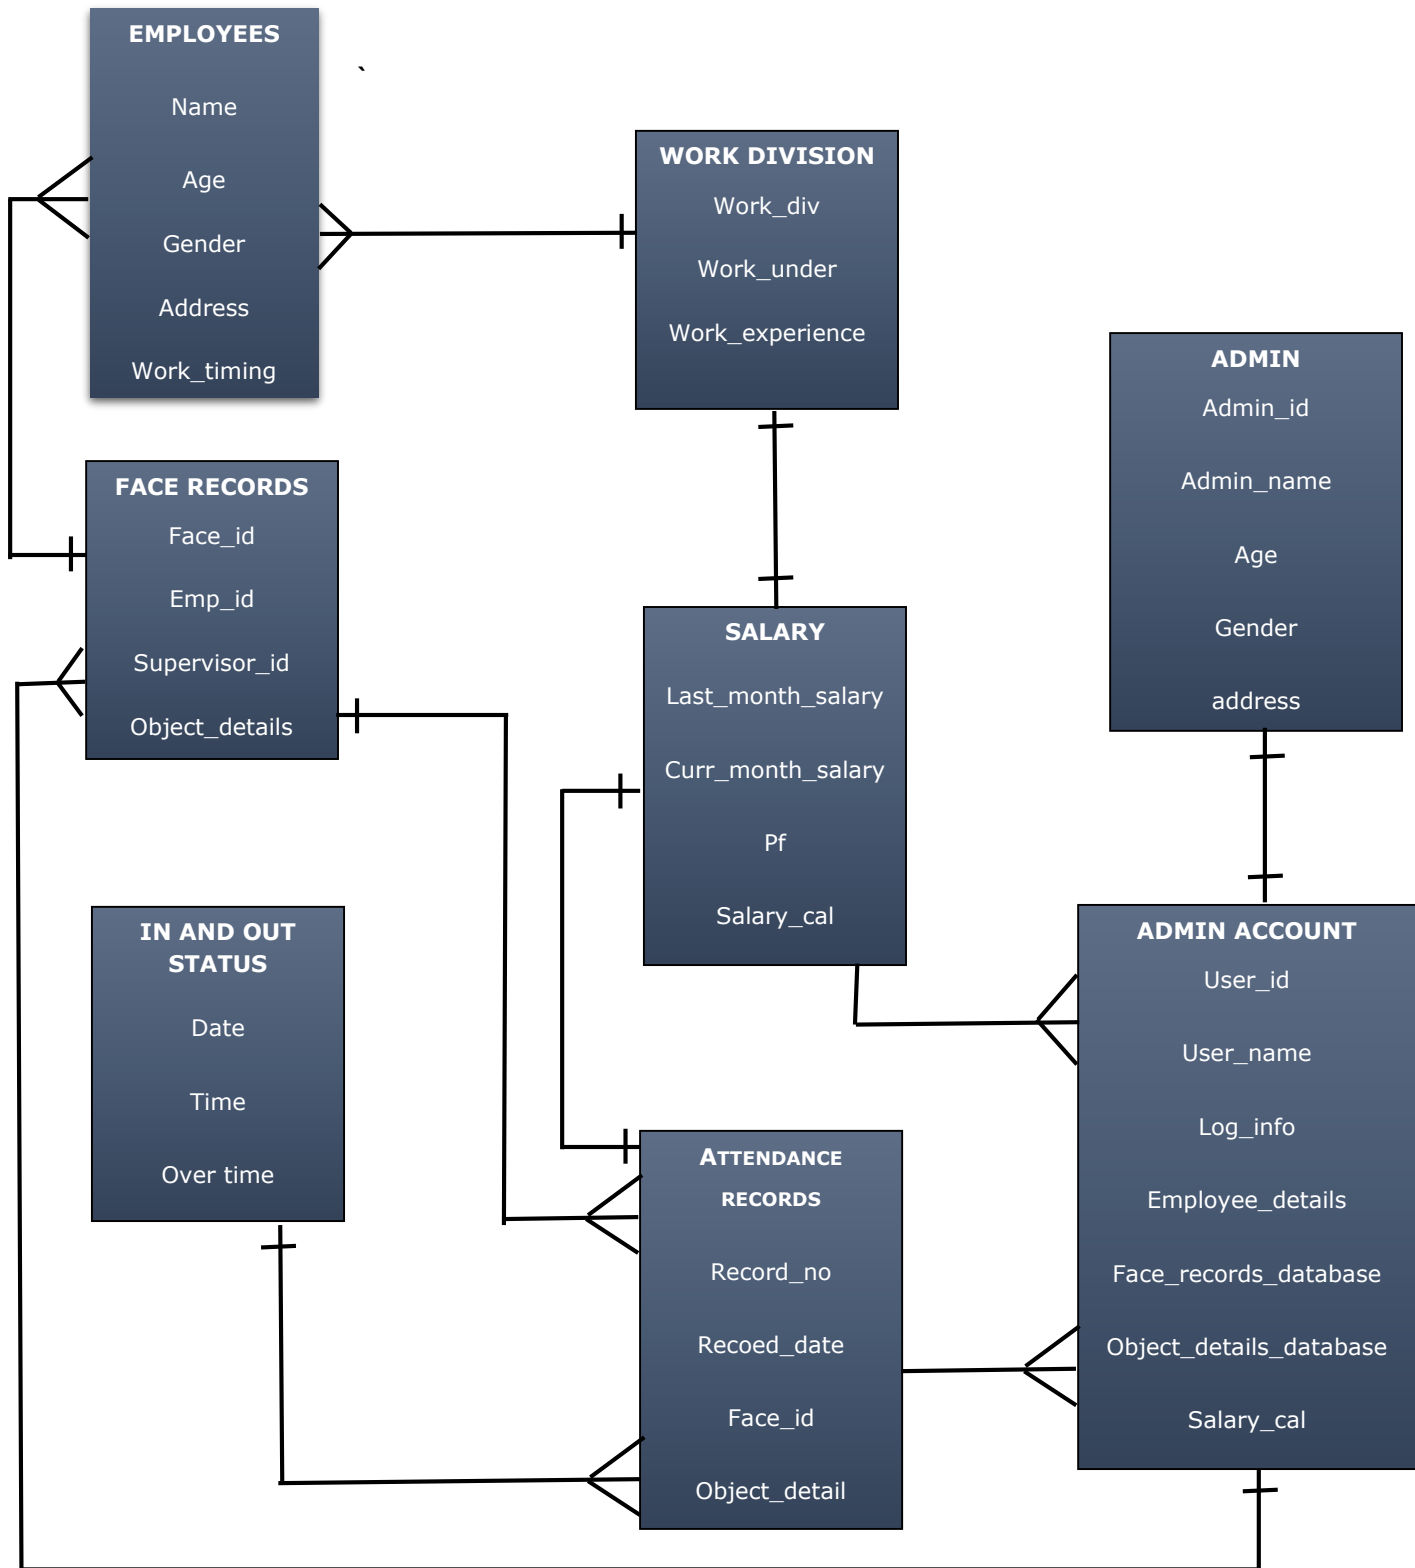 EMPLOYEES
Name
Age
Gender
Address
Work_timing
`
WORK DIVISION
Work_div
Work_under
Work_experience
ADMIN
Admin_id
Admin_name
Age
Gender
address
FACE RECORDS
Face_id
Emp_id
Supervisor_id
Object_details
SALARY
Last_month_salary
Curr_month_salary
Pf
Salary_cal
IN AND OUT
STATUS
Date
Time
Over time
ADMIN ACCOUNT
User_id
User_name
Log_info
Employee_details
Face_records_database
Object_details_database
Salary_cal
ATTENDANCE
RECORDS
Record_no
Recoed_date
Face_id
Object_detail